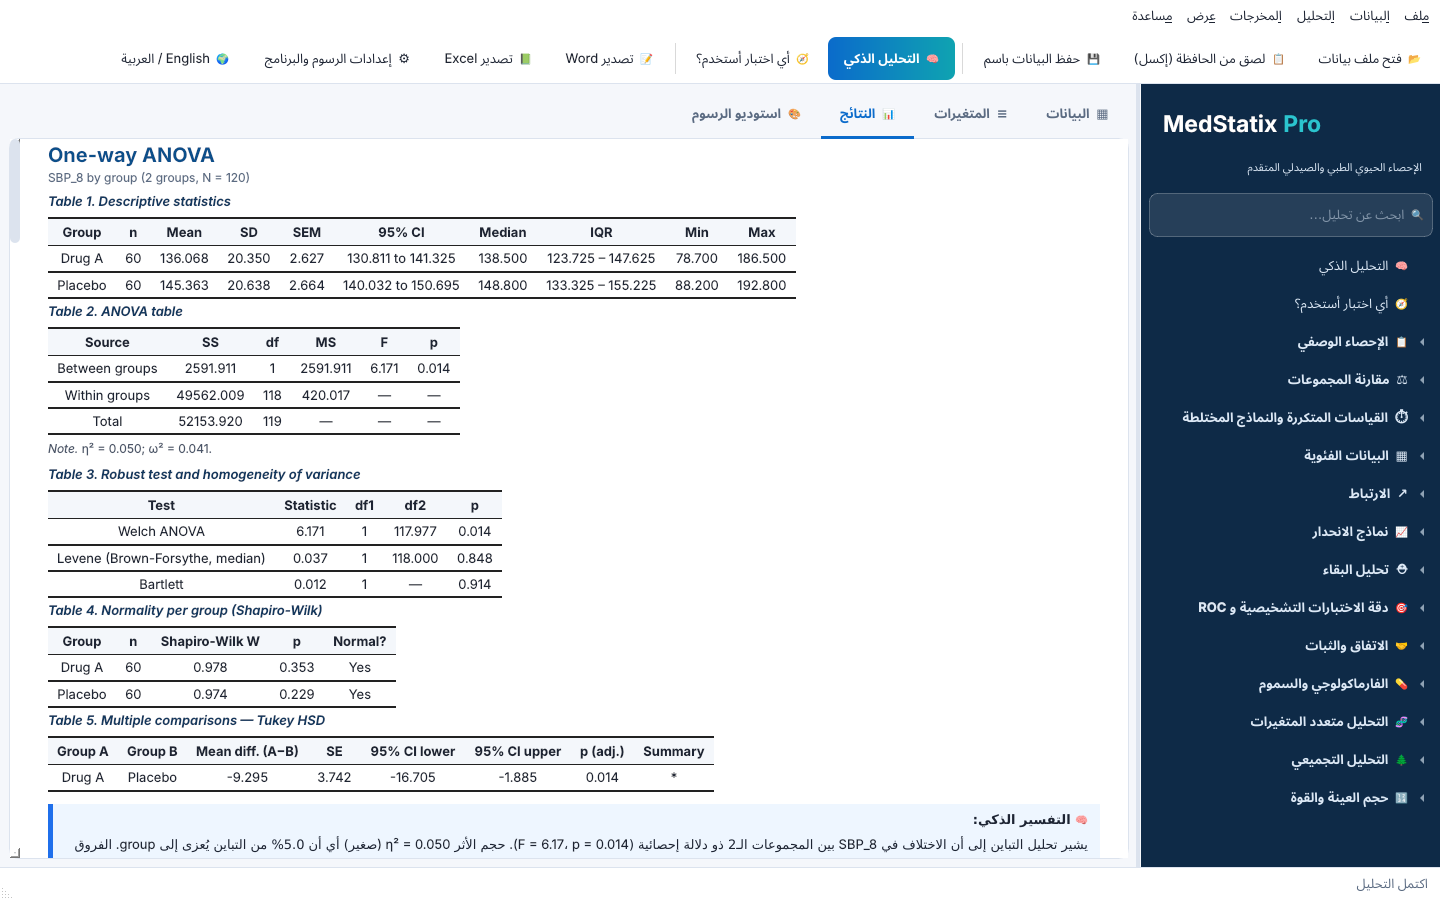 ملف البيانات التحليل المخرجات عرض مساعدة
فتح ملف بيانات لصق من الحافظة (إكسل) حفظ البيانات باسم التحليل الذكي أي اختبار أستخدم؟ تصدير Word تصدير Excel إعدادات الرسوم والبرنامج العربية / English
MedStatix Pro
الإحصاء الحيوي الطبي والصيدلي المتقدم
ابحث عن تحليل...
التحليل الذكي
أي اختبار أستخدم؟
الإحصاء الوصفي
مقارنة المجموعات
القياسات المتكررة والنماذج المختلطة
البيانات الفئوية
الارتباط
نماذج الانحدار
تحليل البقاء
دقة الاختبارات التشخيصية و ROC
الاتفاق والثبات
الفارماكولوجي والسموم
التحليل متعدد المتغيرات
التحليل التجميعي
حجم العينة والقوة
البيانات المتغيرات النتائج استوديو الرسوم
One-way ANOVA
SBP_8 by group (2 groups, N = 120)
Table 1. Descriptive statistics
Group n Mean SD SEM 95% CI Median IQR Min Max
Drug A 60 136.068 20.350 2.627 130.811 to 141.325 138.500 123.725 – 147.625 78.700 186.500
Placebo 60 145.363 20.638 2.664 140.032 to 150.695 148.800 133.325 – 155.225 88.200 192.800
Table 2. ANOVA table
Source SS df MS F p
Between groups 2591.911 1 2591.911 6.171 0.014
Within groups 49562.009 118 420.017 — —
Total 52153.920 119 — — —
Note. η² = 0.050; ω² = 0.041.
Table 3. Robust test and homogeneity of variance
Test Statistic df1 df2 p
Welch ANOVA 6.171 1 117.977 0.014
Levene (Brown-Forsythe, median) 0.037 1 118.000 0.848
Bartlett 0.012 1 — 0.914
Table 4. Normality per group (Shapiro-Wilk)
Group n Shapiro-Wilk W p Normal?
Drug A 60 0.978 0.353 Yes
Placebo 60 0.974 0.229 Yes
Table 5. Multiple comparisons — Tukey HSD
Group A Group B Mean diff. (A−B) SE 95% CI lower 95% CI upper p (adj.) Summary
Drug A Placebo -9.295 3.742 -16.705 -1.885 0.014 *
التفسير الذكي:
يشير تحليل التباين إلى أن الاختلاف في SBP_8 بين المجموعات الـ2 ذو دلالة إحصائية (F = 6.17، p = 0.014). حجم الأثر η² = 0.050 (صغير) أي أن 5.0% من التباين يُعزى إلى group. الفروق
اكتمل التحليل